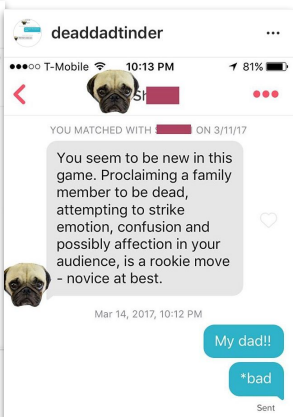 deaddadtinder
T-Mobile 10:13 PM 81%
Sh
YOU MATCHED WITH ON 3/11/17
You seem to be new in this
game. Proclaiming a family
member to be dead,
attempting to strike
emotion, confusion and
possibly affection in your
audience, is a rookie move
- novice at best.
Mar 14, 2017, 10:12 PM
My dad!!
*bad
Sent